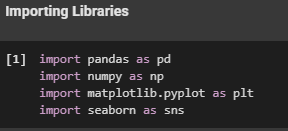 Importing Libraries
[1] import pandas as pd
import numpy as np
import matplotlib.pyplot as plt
import seaborn as sns